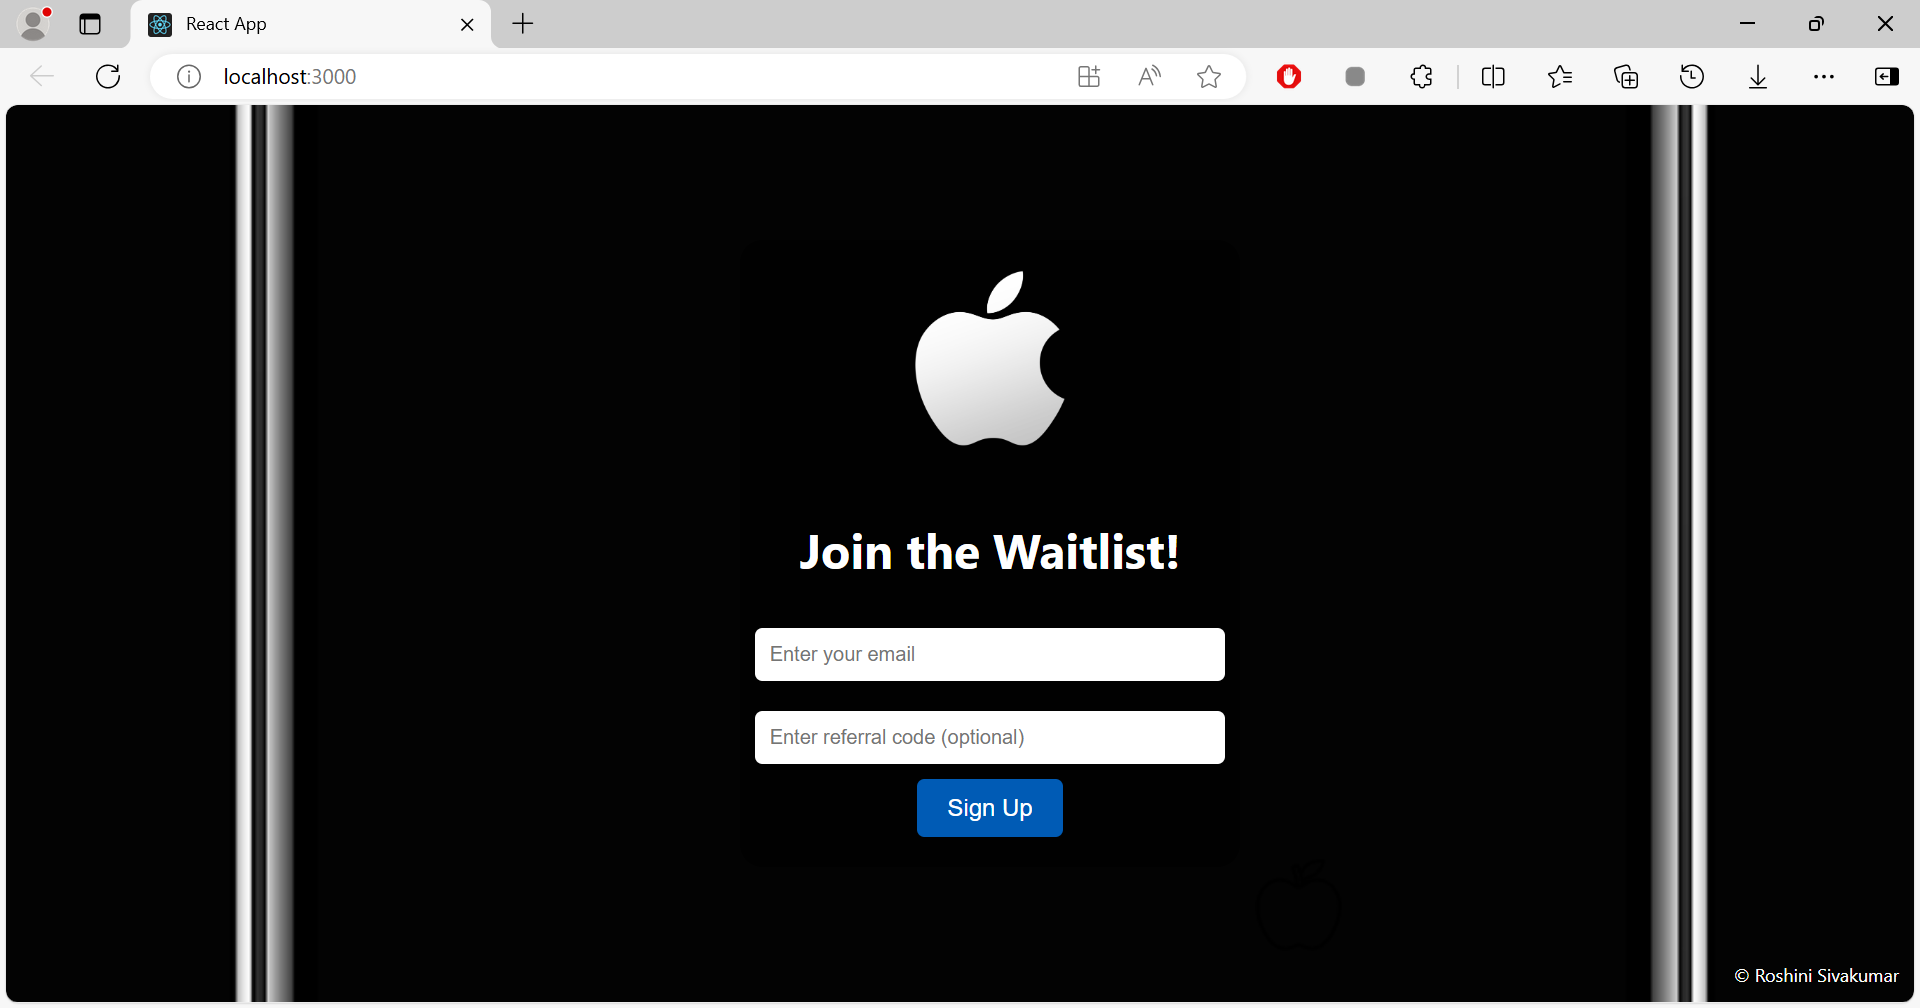 React App
localhost:3000
Join the Waitlist!
Enter your email
Enter referral code (optional)
Sign Up
© Roshini Sivakumar